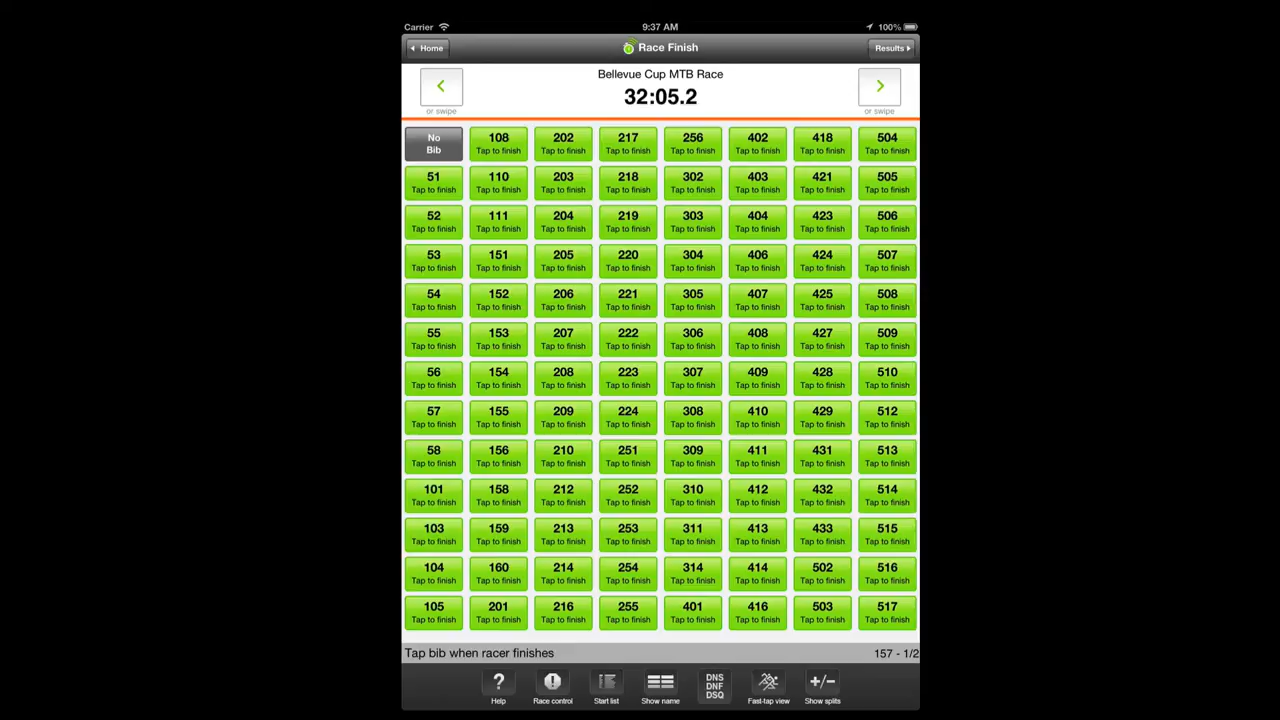 Carrier 9:37 AM 100%
Home Race Finish Results
Bellevue Cup MTB Race
32:05.2
or swipe or swipe
No Bib 108 202 217 256 402 418 504
Tap to finish Tap to finish Tap to finish Tap to finish Tap to finish Tap to finish Tap to finish
51 110 203 218 302 403 421 505
Tap to finish Tap to finish Tap to finish Tap to finish Tap to finish Tap to finish Tap to finish Tap to finish
52 111 204 219 303 404 423 506
Tap to finish Tap to finish Tap to finish Tap to finish Tap to finish Tap to finish Tap to finish Tap to finish
53 151 205 220 304 406 424 507
Tap to finish Tap to finish Tap to finish Tap to finish Tap to finish Tap to finish Tap to finish Tap to finish
54 152 206 221 305 407 425 508
Tap to finish Tap to finish Tap to finish Tap to finish Tap to finish Tap to finish Tap to finish Tap to finish
55 153 207 222 306 408 427 509
Tap to finish Tap to finish Tap to finish Tap to finish Tap to finish Tap to finish Tap to finish Tap to finish
56 154 208 223 307 409 428 510
Tap to finish Tap to finish Tap to finish Tap to finish Tap to finish Tap to finish Tap to finish Tap to finish
57 155 209 224 308 410 429 512
Tap to finish Tap to finish Tap to finish Tap to finish Tap to finish Tap to finish Tap to finish Tap to finish
58 156 210 251 309 411 431 513
Tap to finish Tap to finish Tap to finish Tap to finish Tap to finish Tap to finish Tap to finish Tap to finish
101 158 212 252 310 412 432 514
Tap to finish Tap to finish Tap to finish Tap to finish Tap to finish Tap to finish Tap to finish Tap to finish
103 159 213 253 311 413 433 515
Tap to finish Tap to finish Tap to finish Tap to finish Tap to finish Tap to finish Tap to finish Tap to finish
104 160 214 254 314 414 502 516
Tap to finish Tap to finish Tap to finish Tap to finish Tap to finish Tap to finish Tap to finish Tap to finish
105 201 216 255 401 416 503 517
Tap to finish Tap to finish Tap to finish Tap to finish Tap to finish Tap to finish Tap to finish Tap to finish
Tap bib when racer finishes 157 - 1/2
? ! DNS DNF DSQ +/-
Help Race control Start list Show name Fast-tap view Show splits